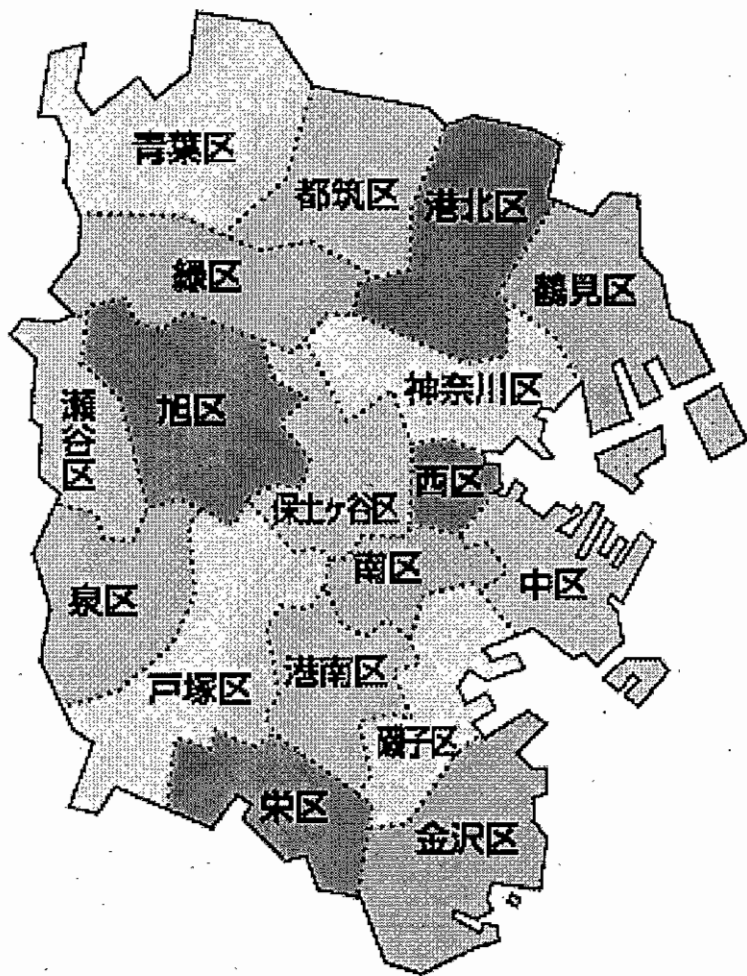 青葉区
都筑区
港北区
緑区
鶴見区
神奈川区
瀬谷区
旭区
西区
保土ヶ谷区
南区
中区
泉区
戸塚区
港南区
磯子区
栄区
金沢区